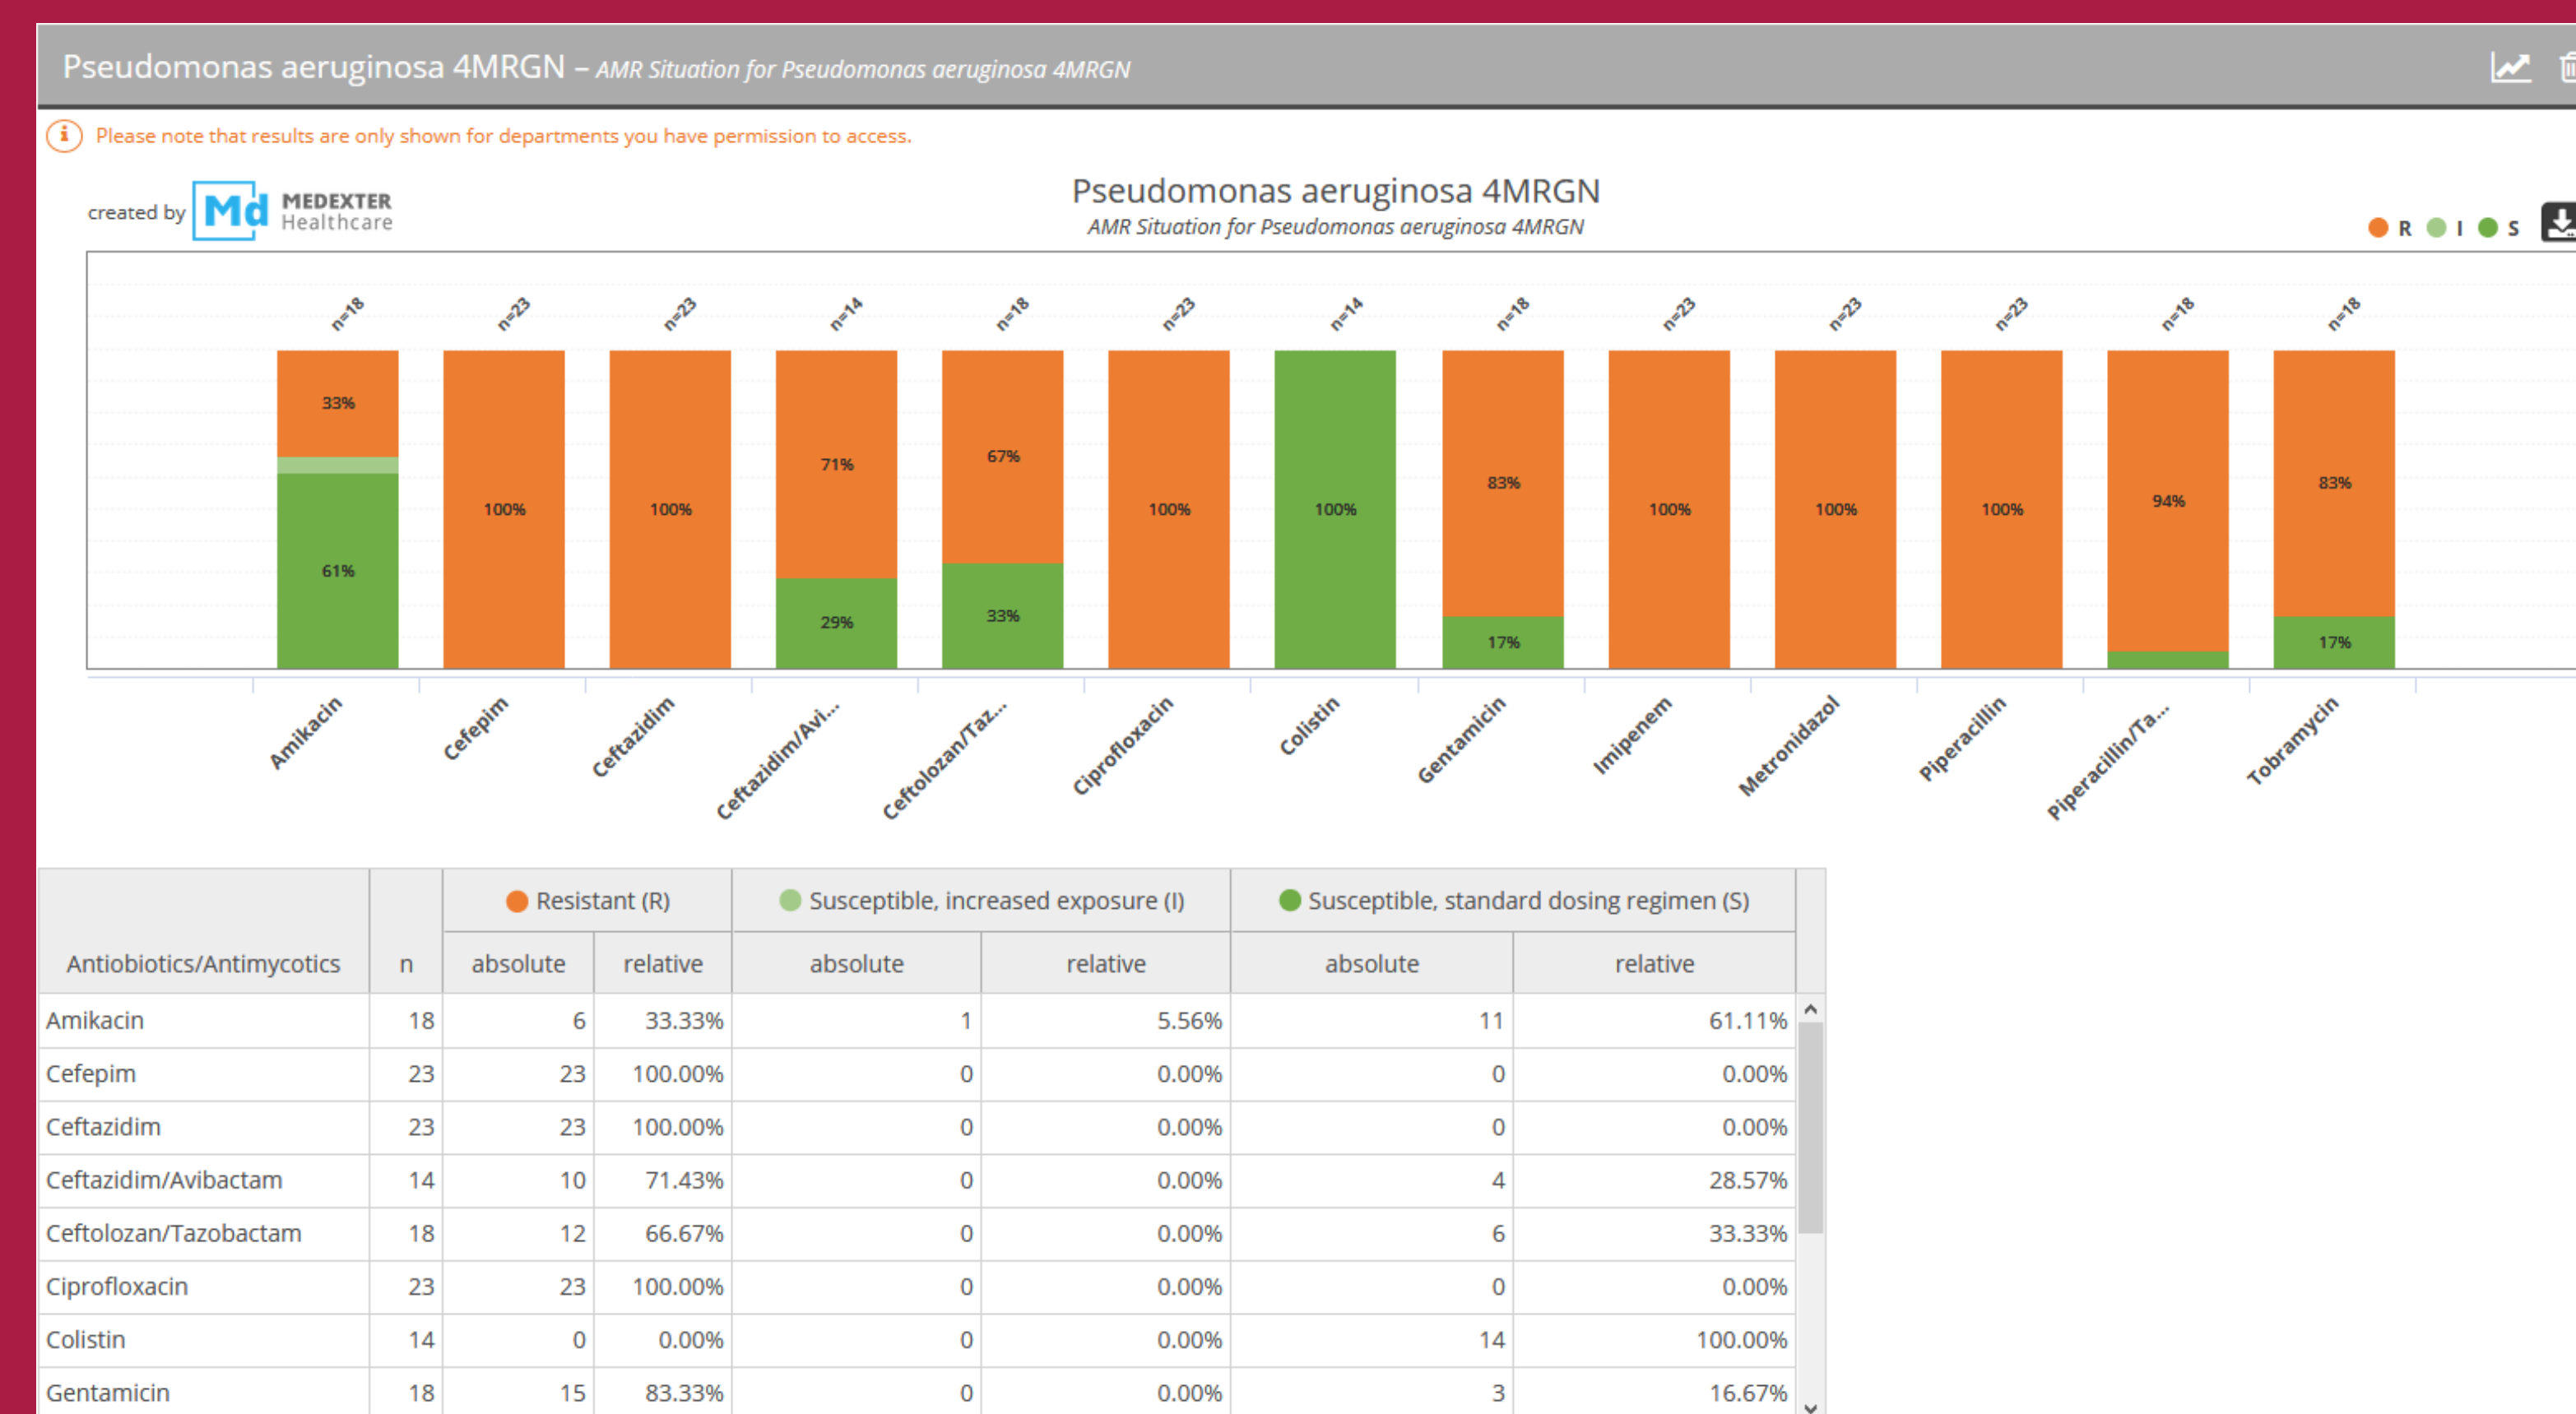 Pseudomonas aeruginosa 4MRGN – AMR Situation for Pseudomonas aeruginosa 4MRGN
i Please note that results are only shown for departments you have permission to access.
created by Md MEDEXTER Healthcare
Pseudomonas aeruginosa 4MRGN
AMR Situation for Pseudomonas aeruginosa 4MRGN
R I S
n=18 n=23 n=23 n=14 n=18 n=23 n=14 n=18 n=23 n=23 n=23 n=18 n=18
33% 61%
100%
100%
71% 29%
67% 33%
100%
100%
83% 17%
100%
100%
100%
94%
83% 17%
Amikacin Cefepim Ceftazidim Ceftazidim/Avi... Ceftolozan/Taz... Ciprofloxacin Colistin Gentamicin Imipenem Metronidazol Piperacillin Piperacillin/Ta... Tobramycin
Resistant (R) Susceptible, increased exposure (I) Susceptible, standard dosing regimen (S)
Antiobiotics/Antimycotics n absolute relative absolute relative absolute relative
Amikacin 18 6 33.33% 1 5.56% 11 61.11%
Cefepim 23 23 100.00% 0 0.00% 0 0.00%
Ceftazidim 23 23 100.00% 0 0.00% 0 0.00%
Ceftazidim/Avibactam 14 10 71.43% 0 0.00% 4 28.57%
Ceftolozan/Tazobactam 18 12 66.67% 0 0.00% 6 33.33%
Ciprofloxacin 23 23 100.00% 0 0.00% 0 0.00%
Colistin 14 0 0.00% 0 0.00% 14 100.00%
Gentamicin 18 15 83.33% 0 0.00% 3 16.67%